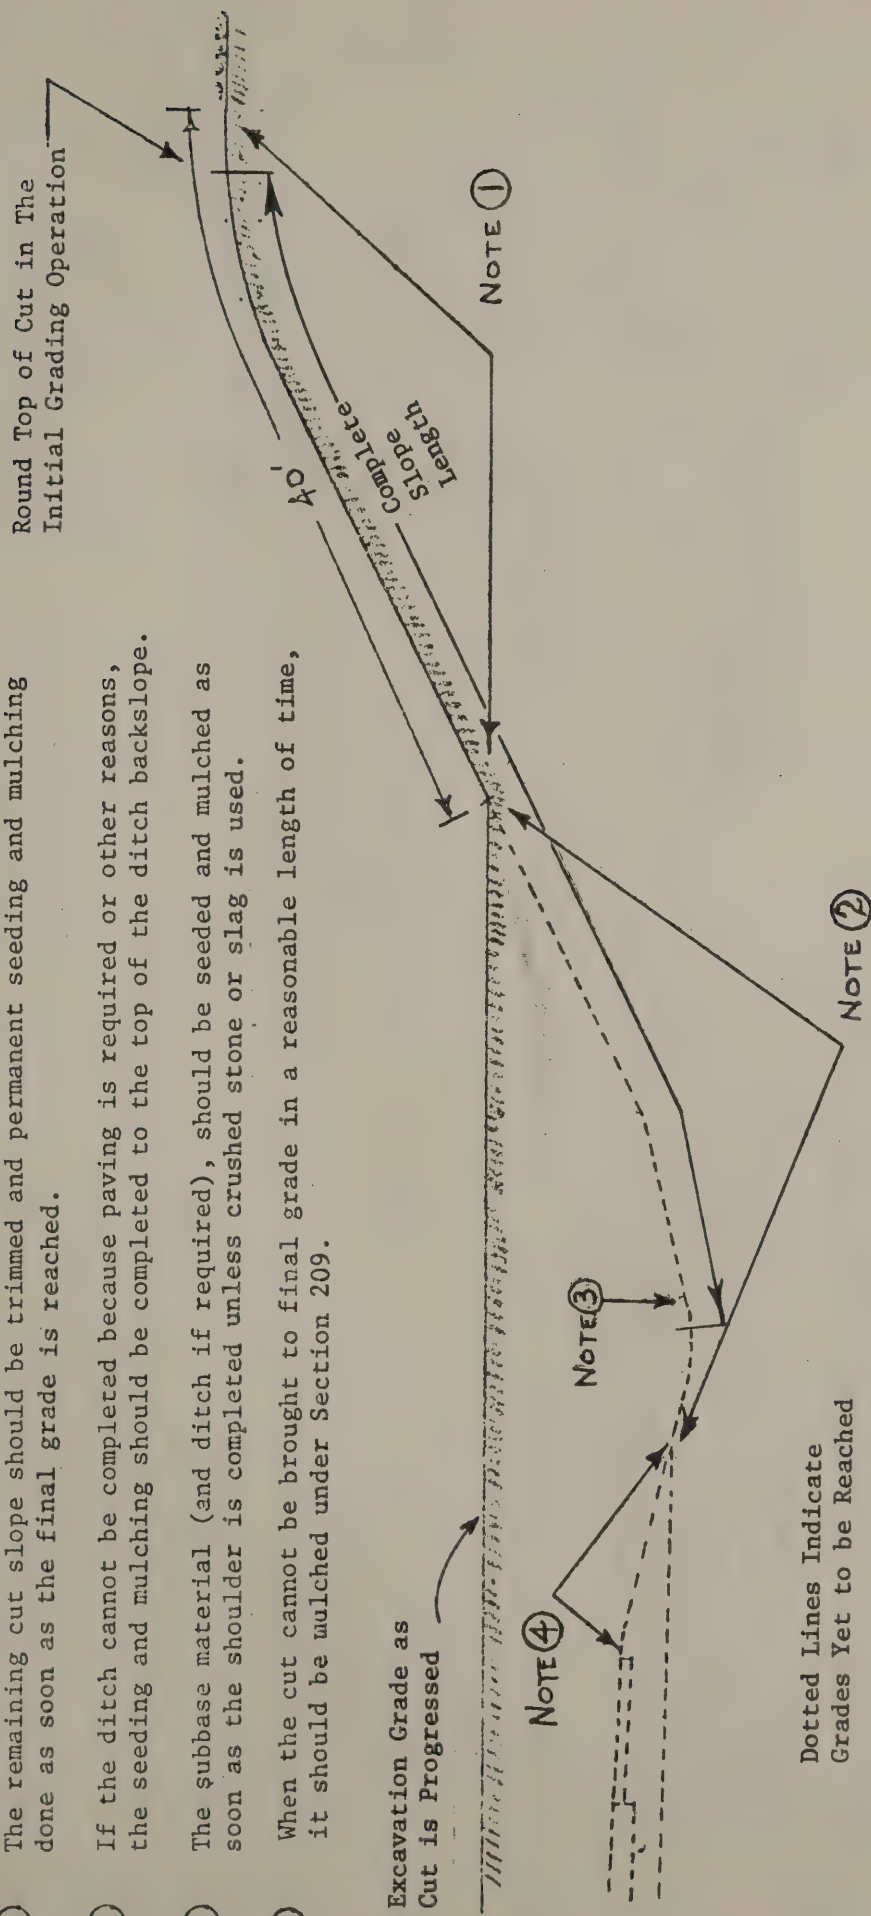 The remaining cut slope should be trimmed and permanent seeding and mulching
done as soon as the final grade is reached.
If the ditch cannot be completed because paving is required or other reasons,
the seeding and mulching should be completed to the top of the ditch backslope.
The subbase material (and ditch if required), should be seeded and mulched as
soon as the shoulder is completed unless crushed stone or slag is used.
When the cut cannot be brought to final grade in a reasonable length of time,
it should be mulched under Section 209.
Round Top of Cut in The
Initial Grading Operation
40'
Complete
Slope
Length
NOTE 1
Excavation Grade as
Cut is Progressed
NOTE 3
NOTE 4
NOTE 2
Dotted Lines Indicate
Grades Yet to be Reached